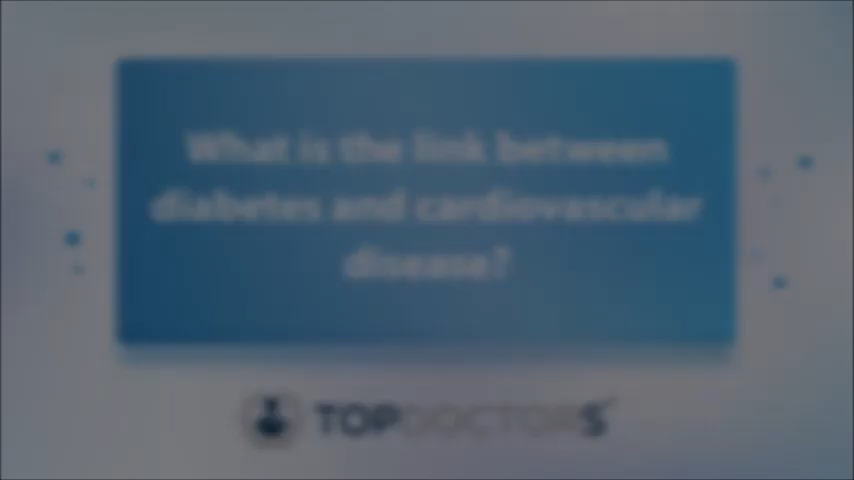 What is the link between
diabetes and cardiovascular
disease?
TOPDOCTORS